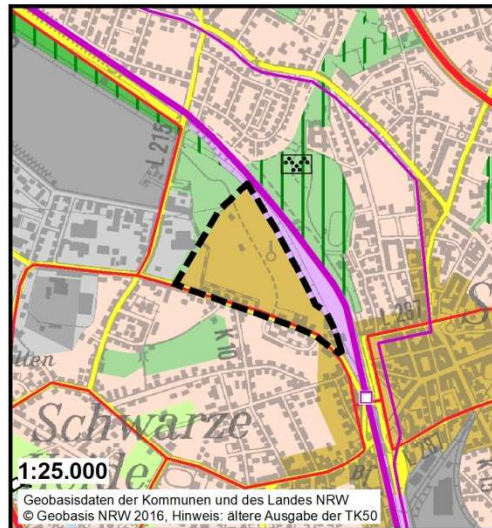 L 215
L 287
K 10
Schwarze
L 287
1:25.000
Geobasisdaten der Kommunen und des Landes NRW
© Geobasis NRW 2016, Hinweis: ältere Ausgabe der TK50